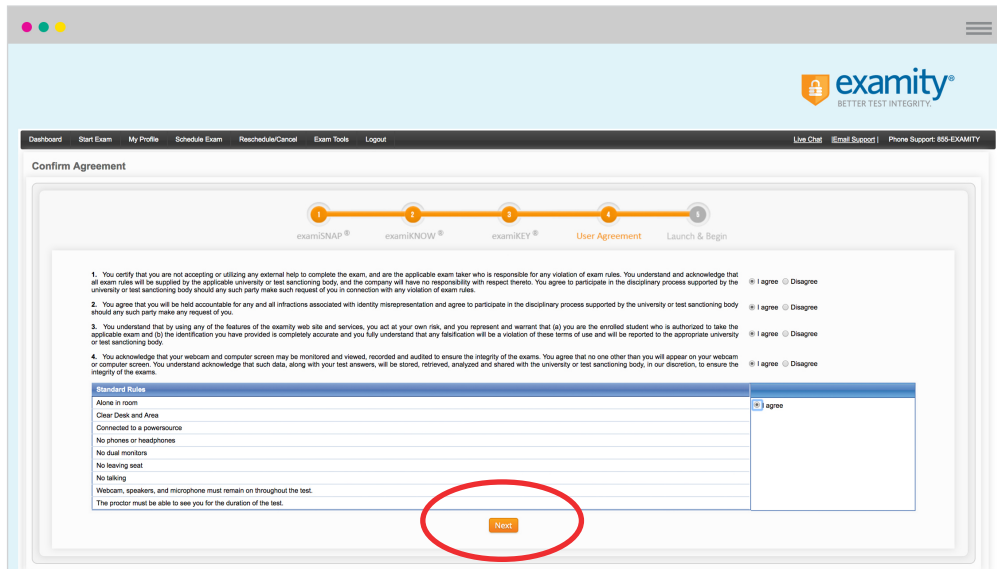 examity®
BETTER TEST INTEGRITY.
Dashboard Start Exam My Profile Schedule Exam Reschedule/Cancel Exam Tools Logout Live Chat |Email Support | Phone Support: 855-EXAMITY
Confirm Agreement
1 2 3 4 5
examiSNAP ® examiKNOW ® examiKEY ® User Agreement Launch & Begin
1. You certify that you are not accepting or utilizing any external help to complete the exam, and are the applicable exam taker who is responsible for any violation of exam rules. You understand and acknowledge that
all exam rules will be supplied by the applicable university or test sanctioning body, and the company will have no responsibility with respect thereto. You agree to participate in the disciplinary process supported by the
university or test sanctioning body should any such party make such request of you in connection with any violation of exam rules.
I agree Disagree
2. You agree that you will be held accountable for any and all infractions associated with identity misrepresentation and agree to participate in the disciplinary process supported by the university or test sanctioning body
should any such party make any request of you.
I agree Disagree
3. You understand that by using any of the features of the examity web site and services, you act at your own risk, and you represent and warrant that (a) you are the enrolled student who is authorized to take the
applicable exam and (b) the identification you have provided is completely accurate and you fully understand that any falsification will be a violation of these terms of use and will be reported to the appropriate university
or test sanctioning body.
I agree Disagree
4. You acknowledge that your webcam and computer screen may be monitored and viewed, recorded and audited to ensure the integrity of the exams. You agree that no one other than you will appear on your webcam
or computer screen. You understand acknowledge that such data, along with your test answers, will be stored, retrieved, analyzed and shared with the university or test sanctioning body, in our discretion, to ensure the
integrity of the exams.
I agree Disagree
Standard Rules
Alone in room
I agree
Clear Desk and Area
Connected to a powersource
No phones or headphones
No dual monitors
No leaving seat
No talking
Webcam, speakers, and microphone must remain on throughout the test.
The proctor must be able to see you for the duration of the test.
Next